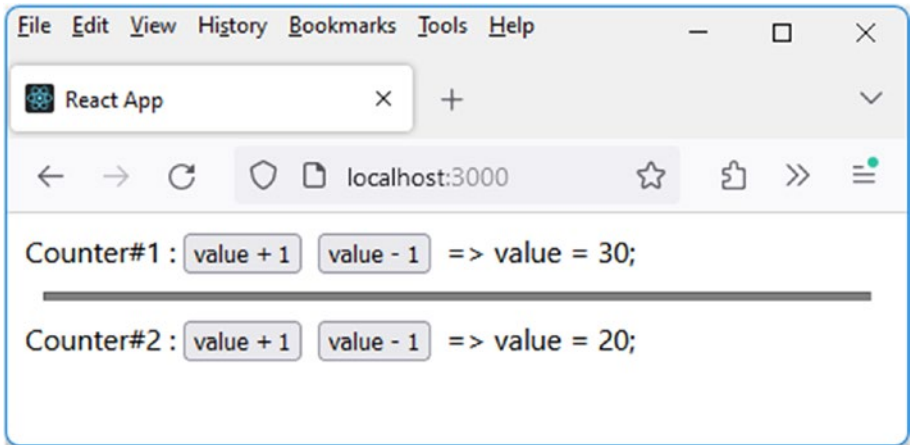 File Edit View History Bookmarks Tools Help
React App
localhost:3000
Counter#1 : value + 1 value - 1 => value = 30;
Counter#2 : value + 1 value - 1 => value = 20;